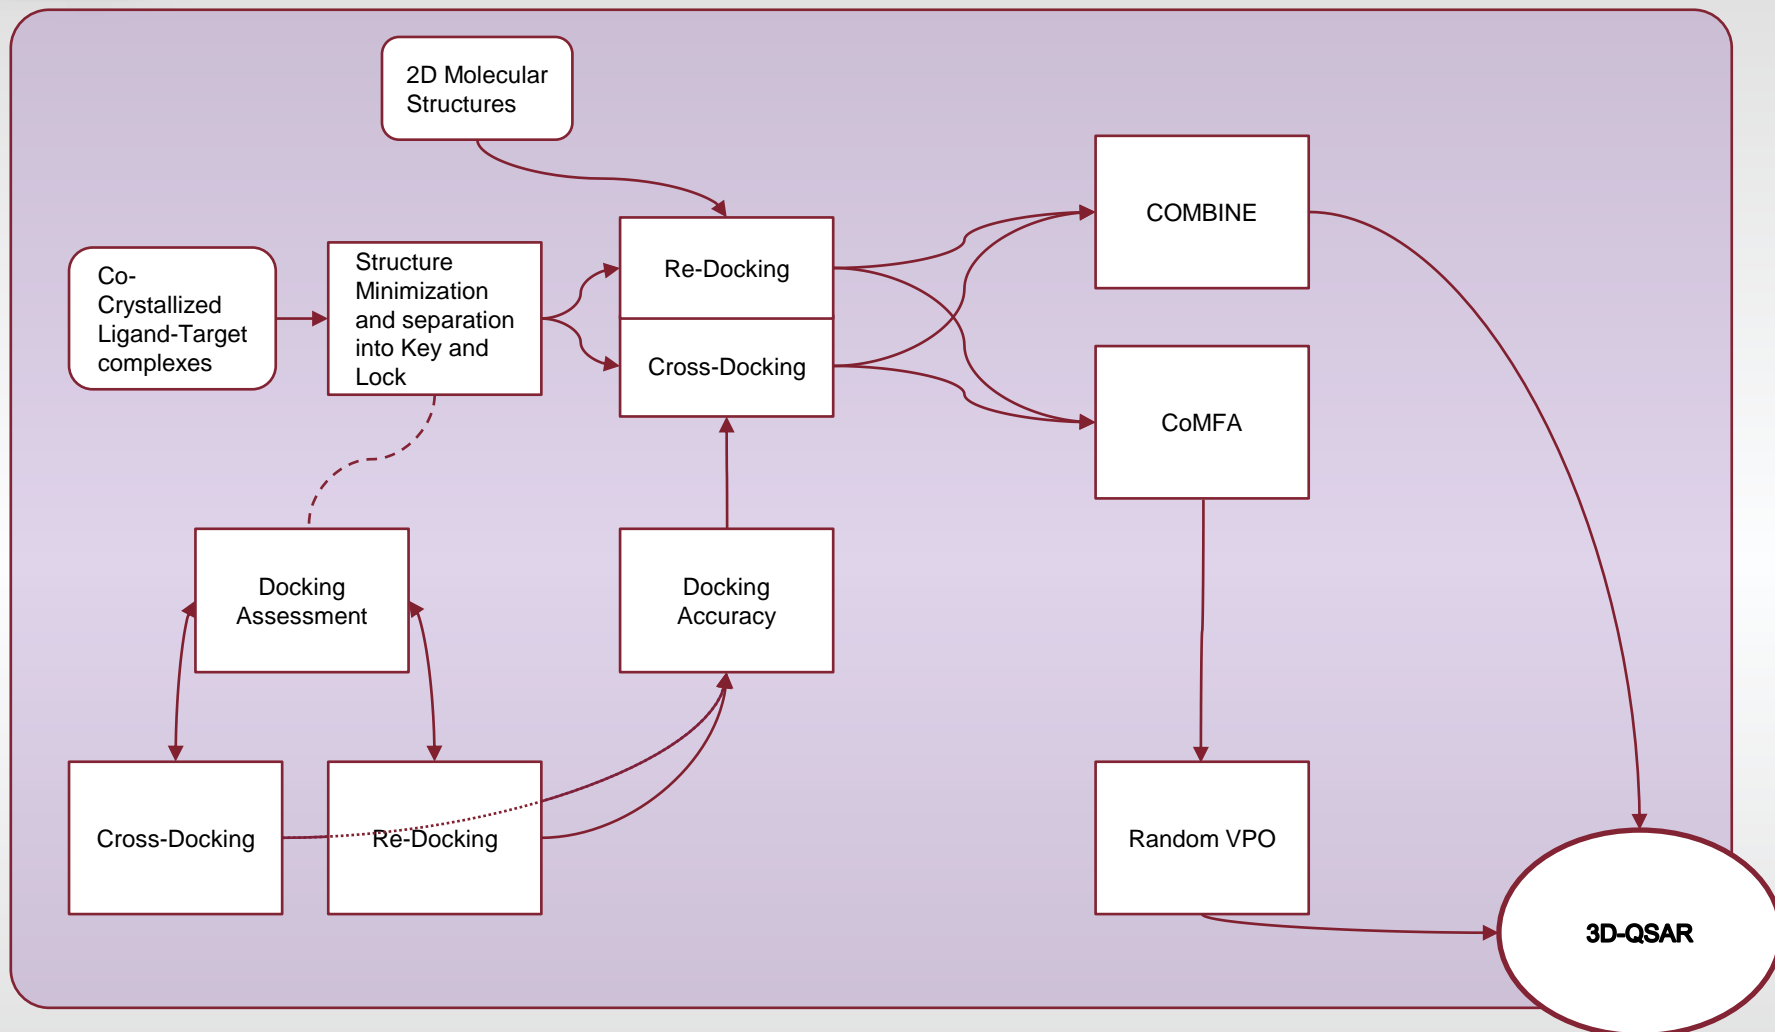 2D Molecular
Structures
Co-
Crystallized
Ligand-Target
complexes
Structure
Minimization
and separation
into Key and
Lock
Re-Docking
Cross-Docking
COMBINE
CoMFA
Docking
Assessment
Docking
Accuracy
Cross-Docking
Re-Docking
Random VPO
3D-QSAR